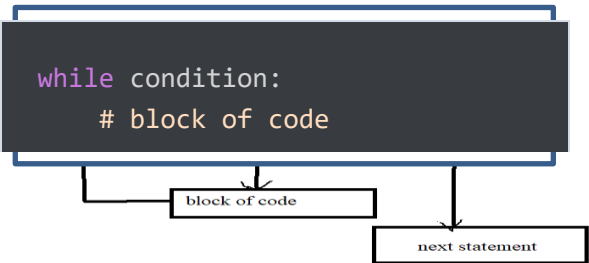 while condition:
    # block of code
block of code
next statement